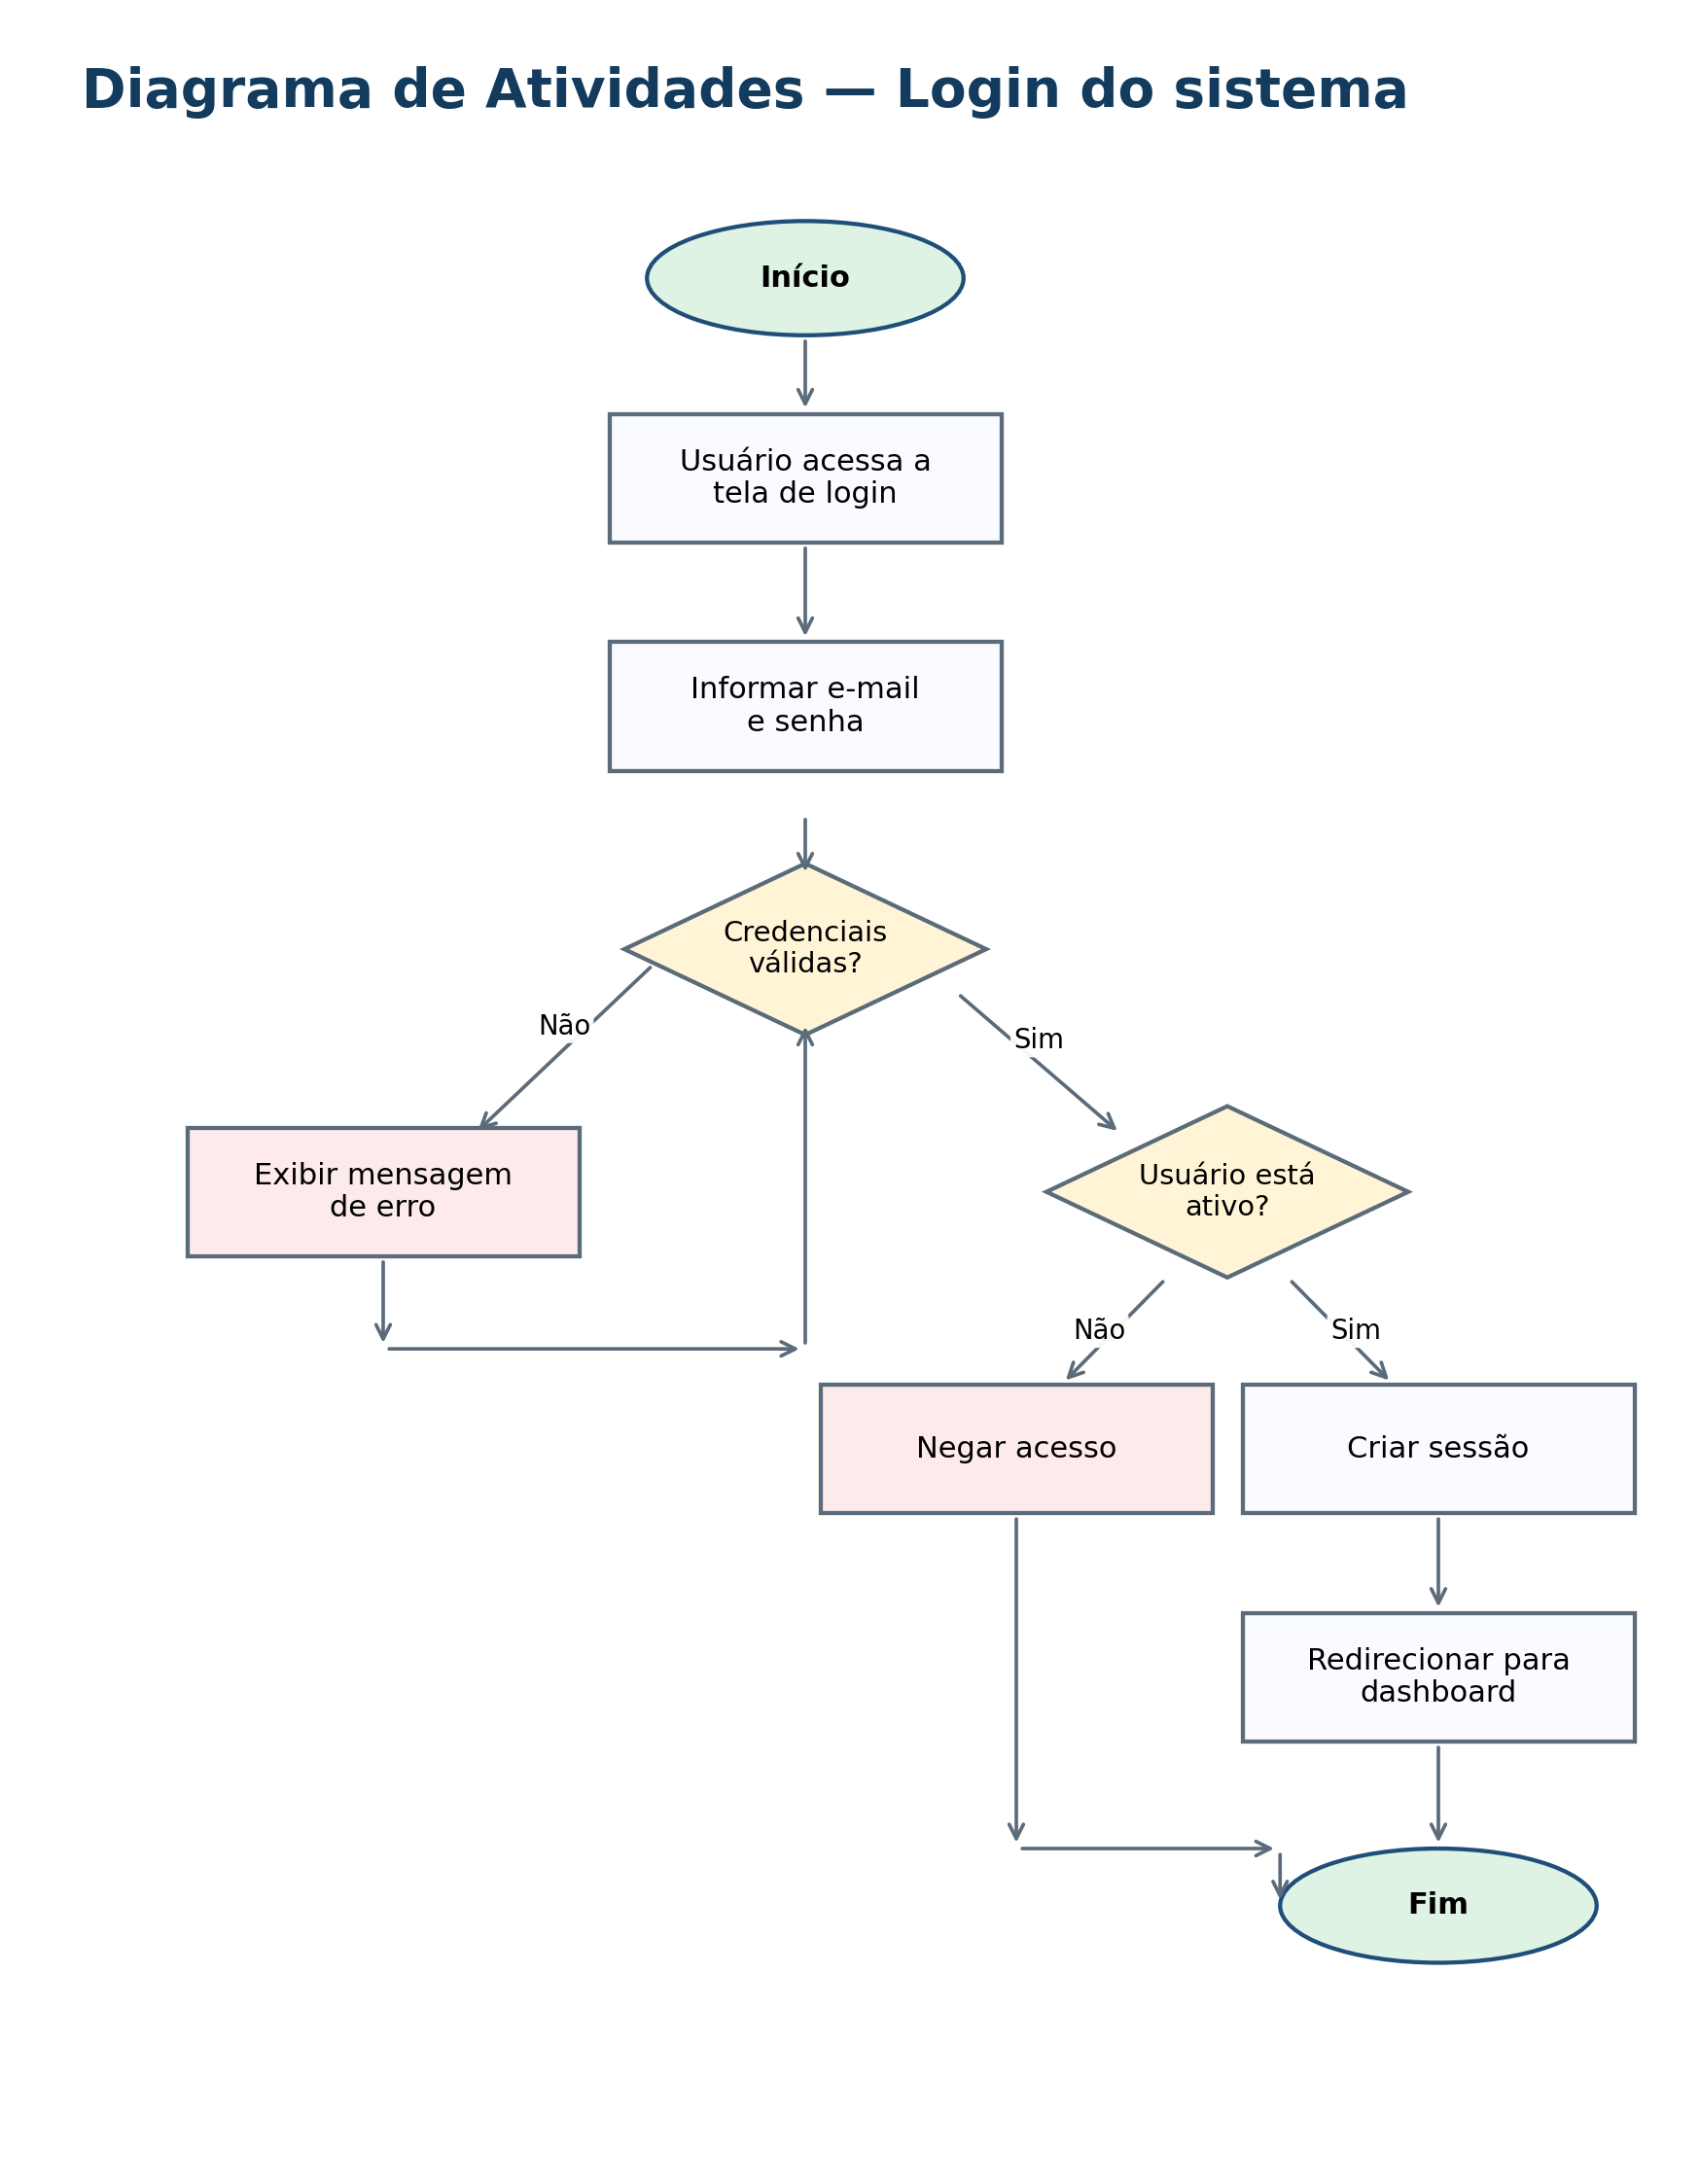 Diagrama de Atividades — Login do sistema
Início
Usuário acessa a
tela de login
Informar e-mail
e senha
Credenciais
válidas?
Não
Sim
Exibir mensagem
de erro
Usuário está
ativo?
Não
Sim
Negar acesso
Criar sessão
Redirecionar para
dashboard
Fim